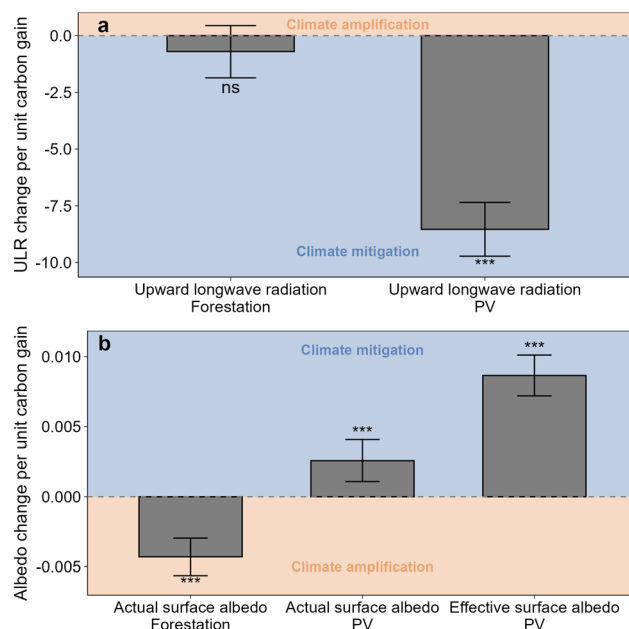 a
Climate amplification
0.0
-2.5
-5.0
-7.5
-10.0
ULR change per unit carbon gain
ns
Climate mitigation
***
Upward longwave radiation
Forestation
Upward longwave radiation
PV
b
Climate mitigation
0.010
0.005
0.000
-0.005
Albedo change per unit carbon gain
***
***
***
Climate amplification
Actual surface albedo
Forestation
Actual surface albedo
PV
Effective surface albedo
PV